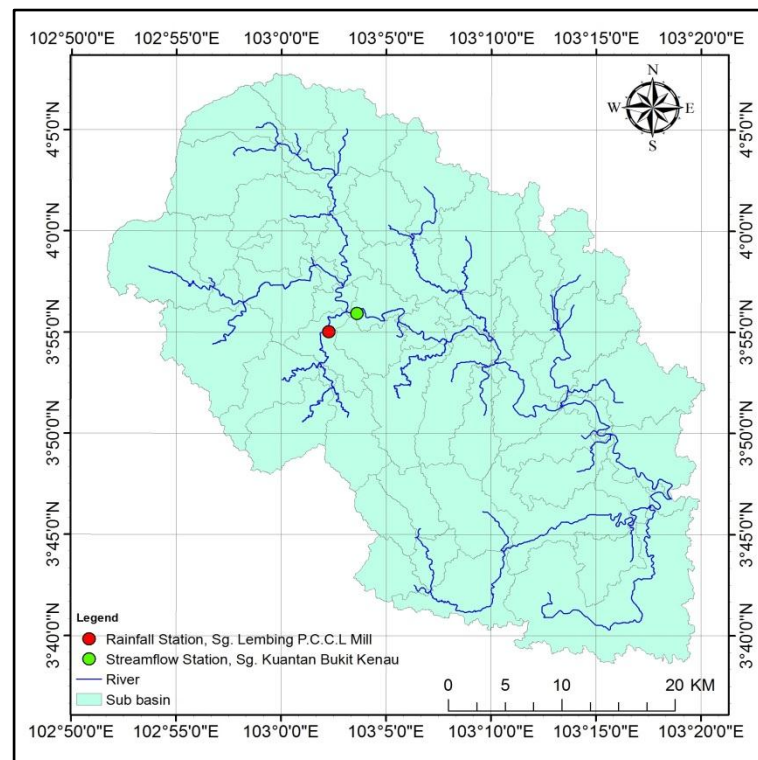 102°50'0"E 102°55'0"E 103°0'0"E 103°5'0"E 103°10'0"E 103°15'0"E 103°20'0"E
N
W E
S
4°5'0"N 4°5'0"N
4°0'0"N 4°0'0"N
3°55'0"N 3°55'0"N
3°50'0"N 3°50'0"N
3°45'0"N 3°45'0"N
3°40'0"N 3°40'0"N
Legend
Rainfall Station, Sg. Lembing P.C.C.L Mill
Streamflow Station, Sg. Kuantan Bukit Kenau
River
Sub basin
0 5 10 20 KM
102°50'0"E 102°55'0"E 103°0'0"E 103°5'0"E 103°10'0"E 103°15'0"E 103°20'0"E